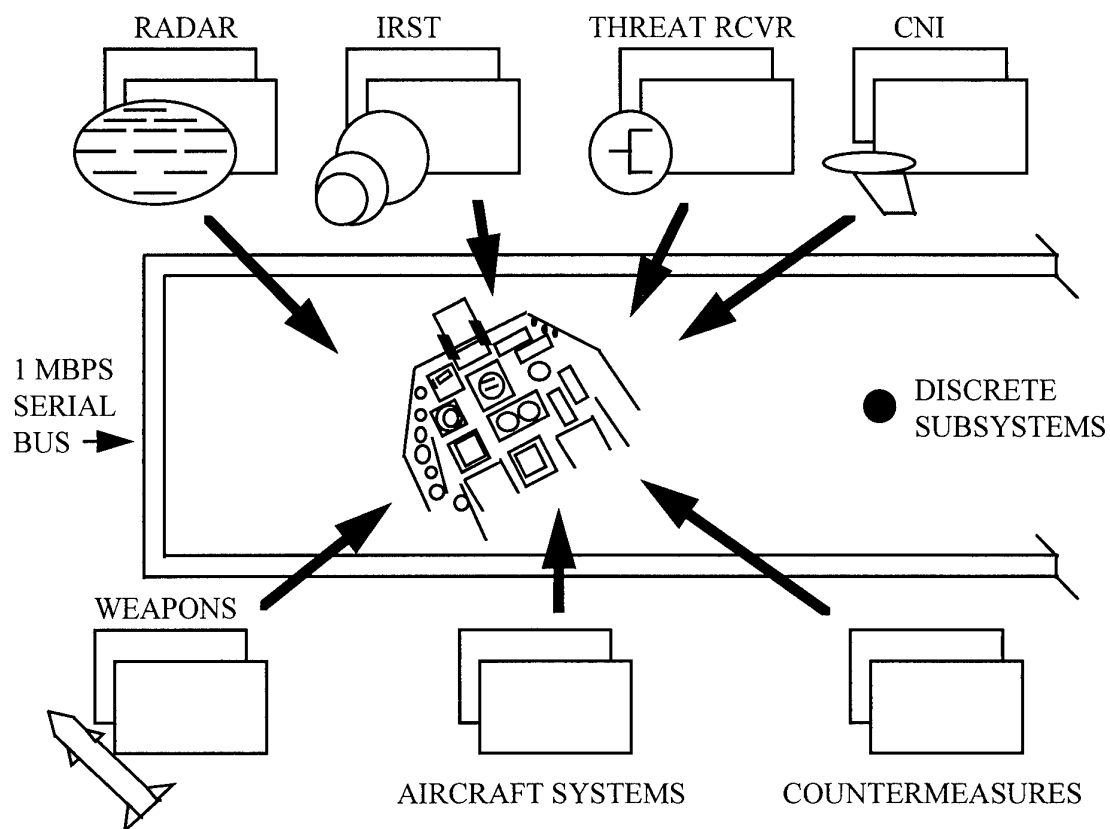 RADAR
IRST
THREAT RCVR
CNI
1 MBPS
SERIAL
BUS
DISCRETE
SUBSYSTEMS
WEAPONS
AIRCRAFT SYSTEMS
COUNTERMEASURES